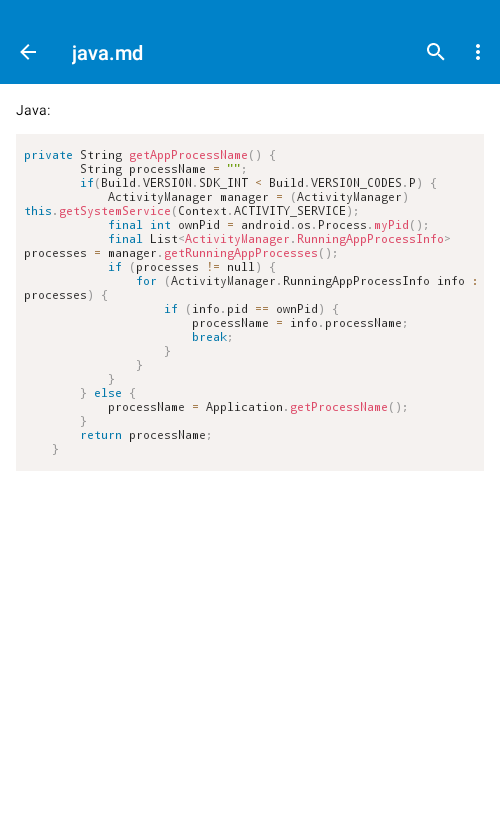 java.md
Java:
private String getAppProcessName() {
        String processName = "";
        if(Build.VERSION.SDK_INT < Build.VERSION_CODES.P) {
            ActivityManager manager = (ActivityManager)
this.getSystemService(Context.ACTIVITY_SERVICE);
            final int ownPid = android.os.Process.myPid();
            final List<ActivityManager.RunningAppProcessInfo>
processes = manager.getRunningAppProcesses();
            if (processes != null) {
                for (ActivityManager.RunningAppProcessInfo info :
processes) {
                    if (info.pid == ownPid) {
                        processName = info.processName;
                        break;
                    }
                }
            }
        } else {
            processName = Application.getProcessName();
        }
        return processName;
    }